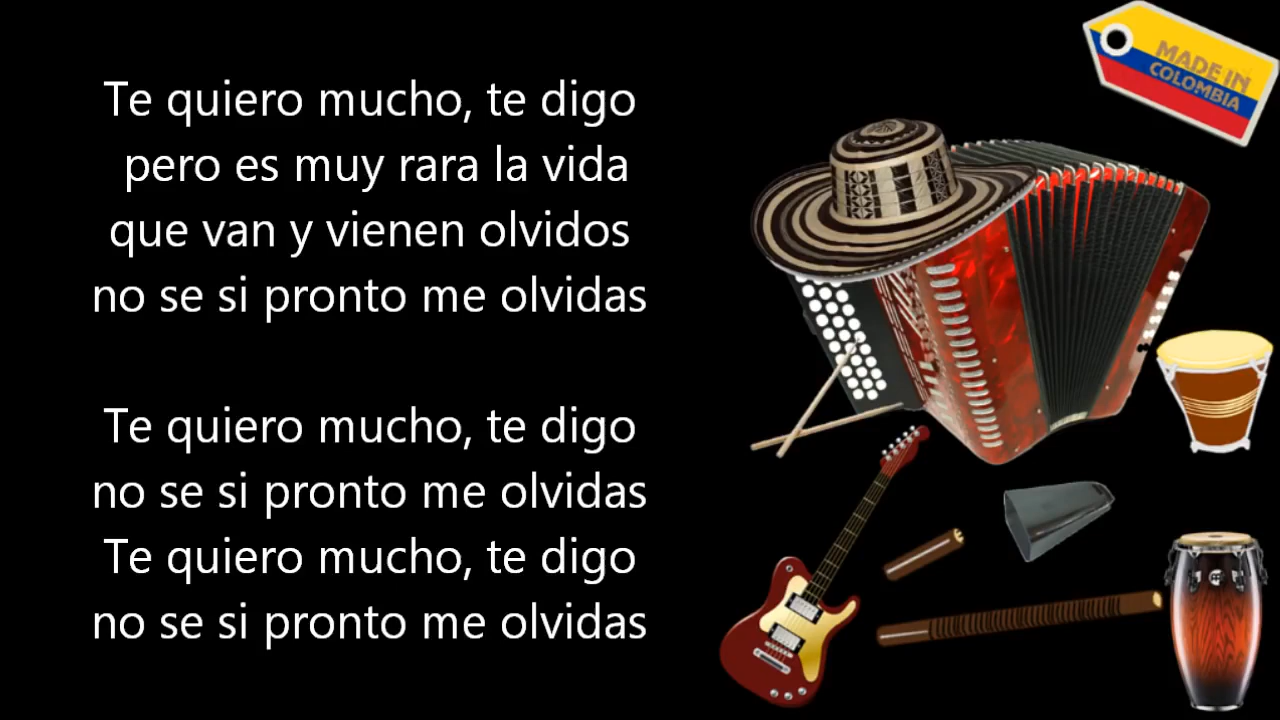 Te quiero mucho, te digo
pero es muy rara la vida
que van y vienen olvidos
no se si pronto me olvidas
Te quiero mucho, te digo
no se si pronto me olvidas
Te quiero mucho, te digo
no se si pronto me olvidas
MADE IN
COLOMBIA